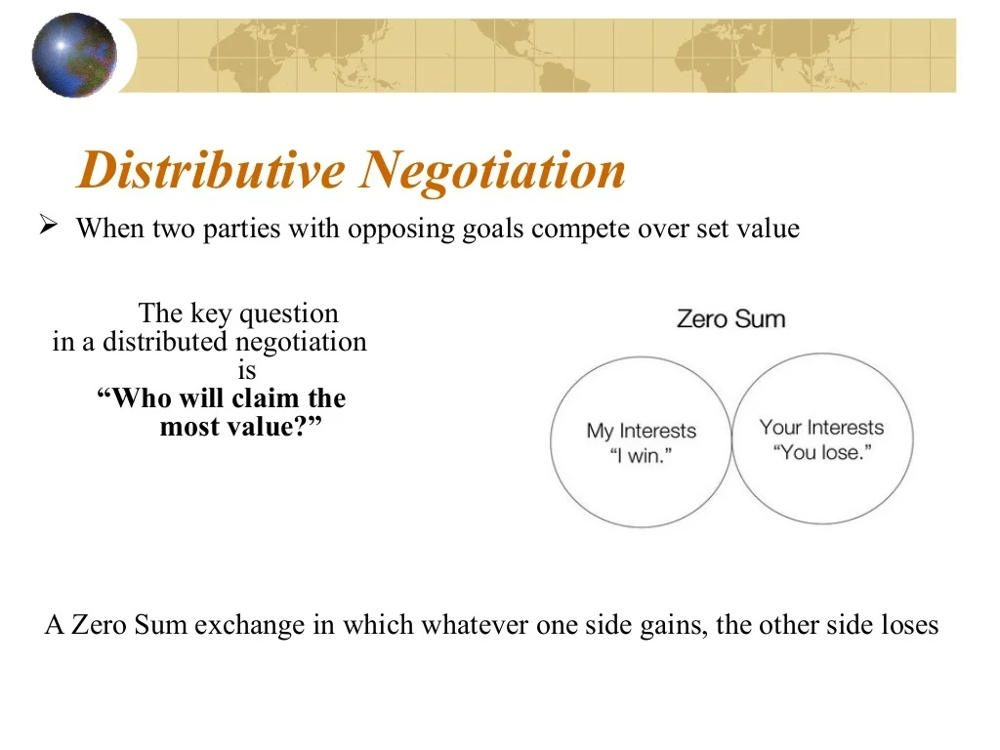 Distributive Negotiation
➢ When two parties with opposing goals compete over set value
The key question
in a distributed negotiation
is
“Who will claim the
most value?”
Zero Sum
My Interests
“I win.”
Your Interests
“You lose.”
A Zero Sum exchange in which whatever one side gains, the other side loses